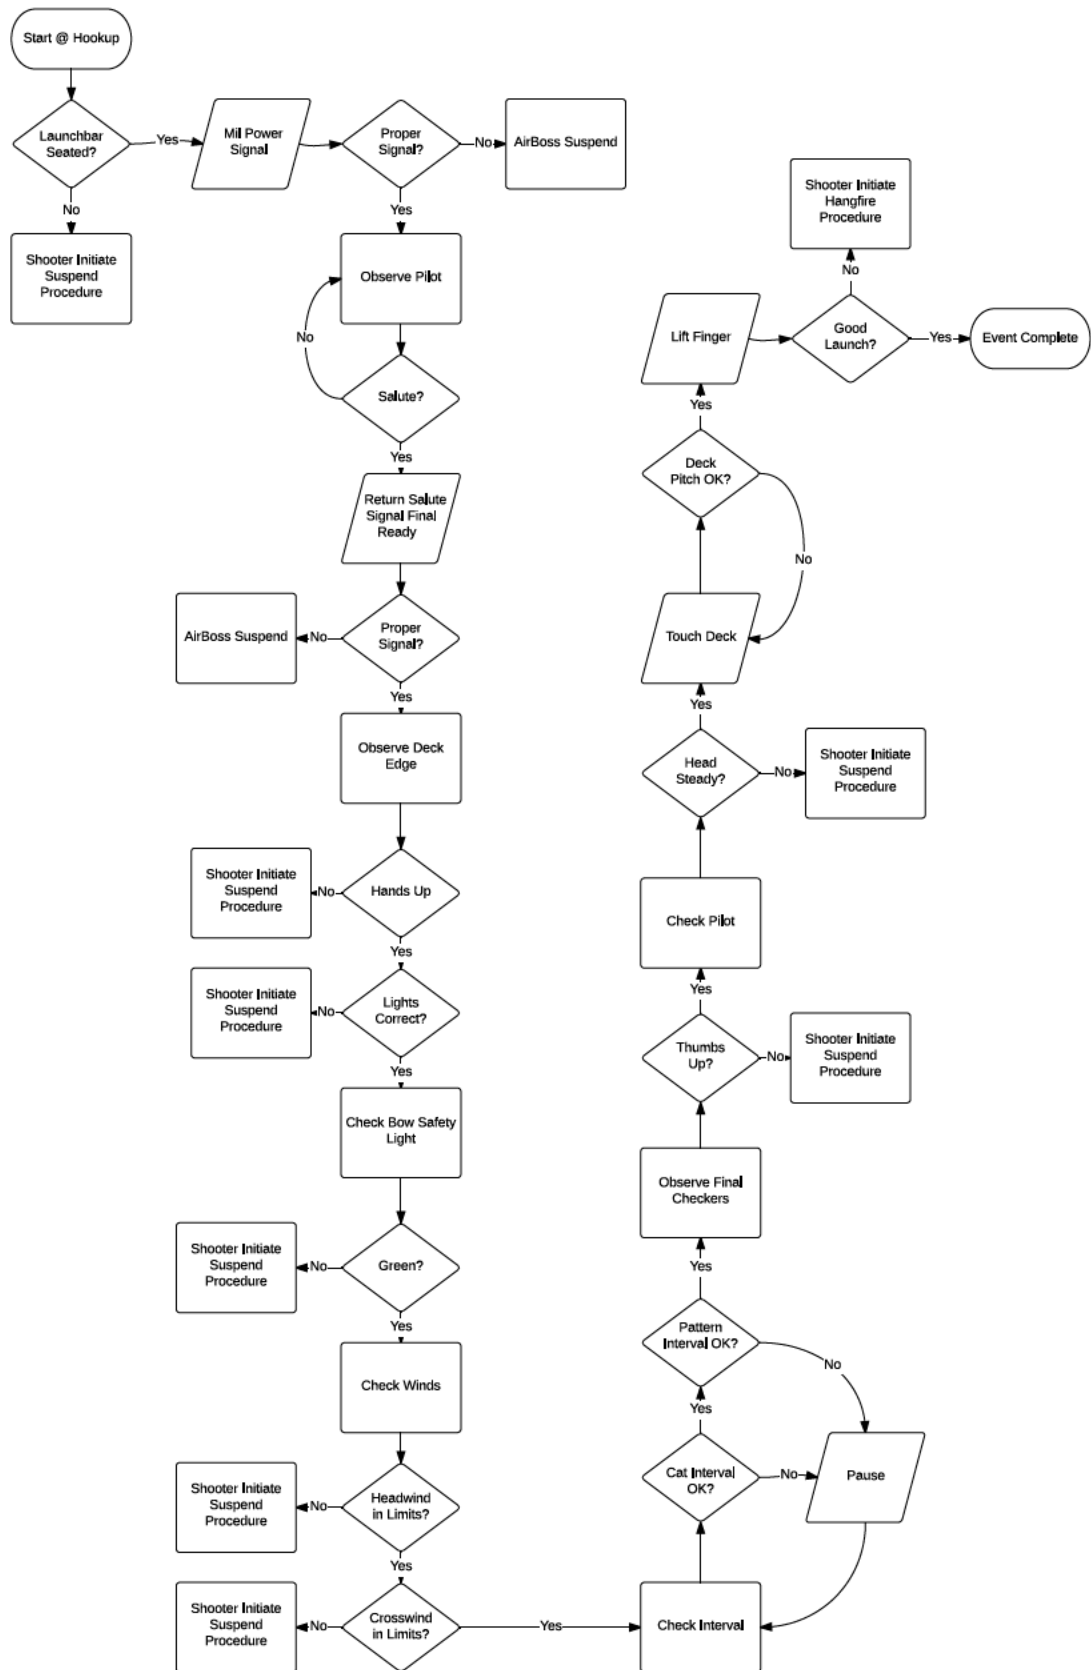 Start @ Hookup
Launchbar
Seated?
Yes
No
Shooter Initiate
Suspend
Procedure
Mil Power
Signal
Proper
Signal?
No
AirBoss Suspend
Yes
Observe Pilot
No
Salute?
Yes
Return Salute
Signal Final
Ready
Proper
Signal?
No
AirBoss Suspend
Yes
Observe Deck
Edge
Hands Up
No
Shooter Initiate
Suspend
Procedure
Yes
Lights
Correct?
No
Shooter Initiate
Suspend
Procedure
Yes
Check Bow Safety
Light
Green?
No
Shooter Initiate
Suspend
Procedure
Yes
Check Winds
Headwind
in Limits?
No
Shooter Initiate
Suspend
Procedure
Yes
Crosswind
in Limits?
No
Shooter Initiate
Suspend
Procedure
Yes
Check Interval
Cat Interval
OK?
No
Pause
Yes
Pattern
Interval OK?
No
Yes
Observe Final
Checkers
Thumbs
Up?
No
Shooter Initiate
Suspend
Procedure
Yes
Check Pilot
Head
Steady?
No
Shooter Initiate
Suspend
Procedure
Yes
Touch Deck
Deck
Pitch OK?
No
Yes
Lift Finger
Good
Launch?
No
Shooter Initiate
Hangfire
Procedure
Yes
Event Complete